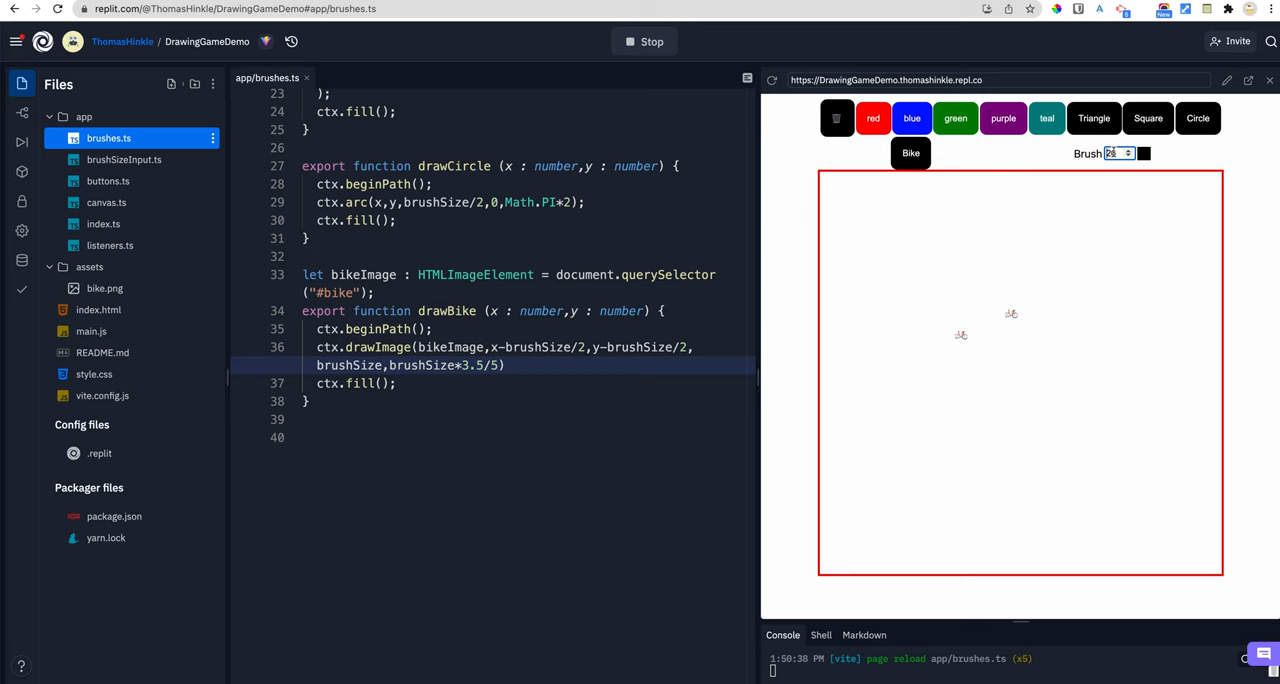 replit.com/@ThomasHinkle/DrawingGameDemo#app/brushes.ts
New
5
ThomasHinkle / DrawingGameDemo
Stop
Invite
Files
app
brushes.ts
brushSizeInput.ts
buttons.ts
canvas.ts
index.ts
listeners.ts
assets
bike.png
index.html
main.js
README.md
style.css
vite.config.js
Config files
.replit
Packager files
package.json
yarn.lock
?
app/brushes.ts ×
23 );
24 ctx.fill();
25 }
26
27 export function drawCircle (x : number,y : number) {
28 ctx.beginPath();
29 ctx.arc(x,y,brushSize/2,0,Math.PI*2);
30 ctx.fill();
31 }
32
33 let bikeImage : HTMLImageElement = document.querySelector
("#bike");
34 export function drawBike (x : number,y : number) {
35 ctx.beginPath();
36 ctx.drawImage(bikeImage,x-brushSize/2,y-brushSize/2,
brushSize,brushSize*3.5/5)
37 ctx.fill();
38 }
39
40
https://DrawingGameDemo.thomashinkle.repl.co
red blue green purple teal Triangle Square Circle
Bike Brush
Console Shell Markdown
1:50:38 PM [vite] page reload app/brushes.ts (x5)